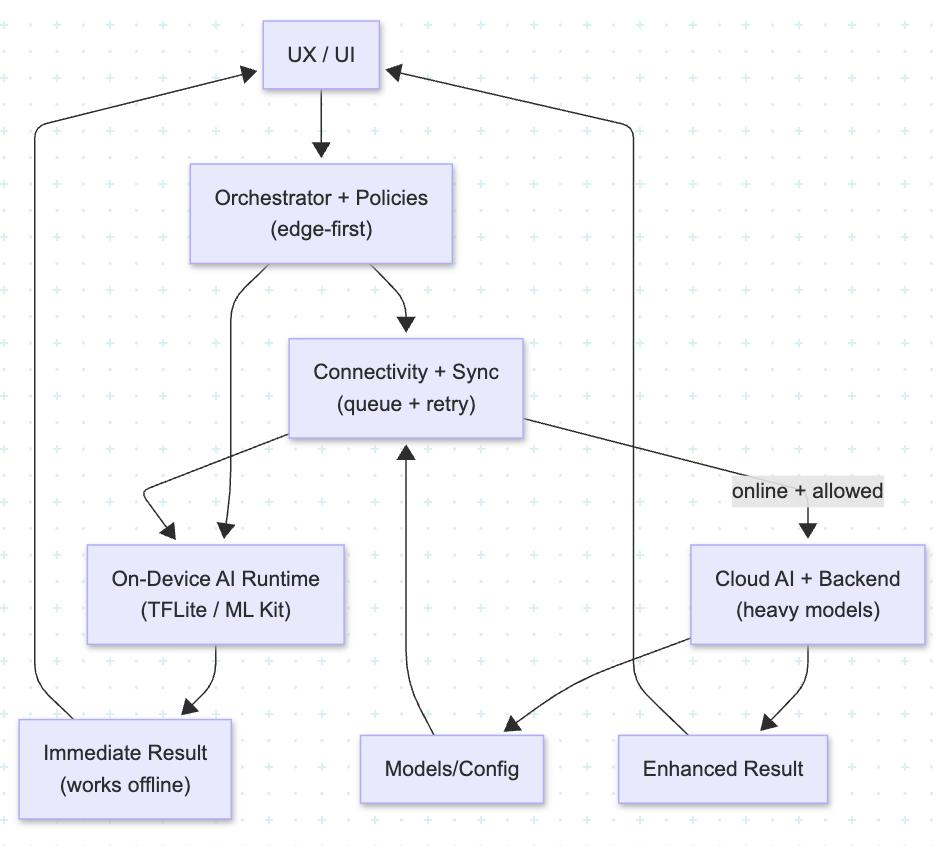 UX / UI
Orchestrator + Policies
(edge-first)
Connectivity + Sync
(queue + retry)
online + allowed
On-Device AI Runtime
(TFLite / ML Kit)
Cloud AI + Backend
(heavy models)
Immediate Result
(works offline)
Models/Config
Enhanced Result